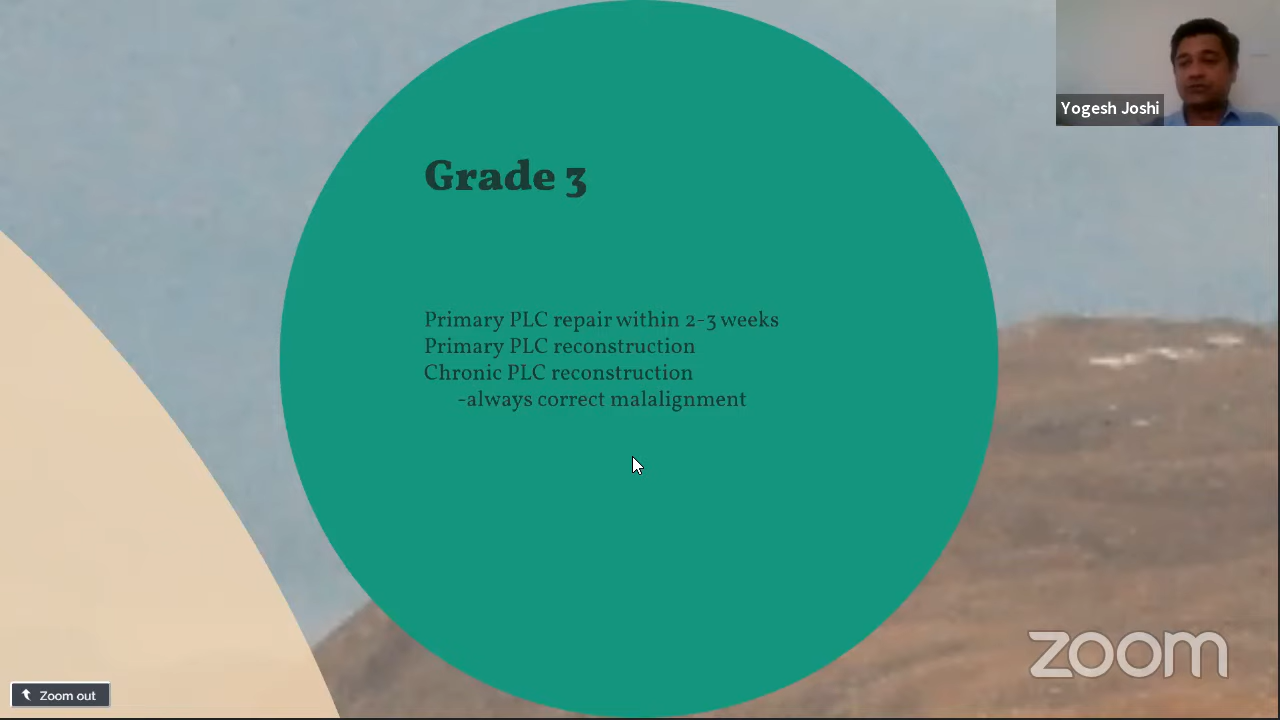 Yogesh Joshi
Grade 3
Primary PLC repair within 2-3 weeks
Primary PLC reconstruction
Chronic PLC reconstruction
-always correct malalignment
zoom
Zoom out